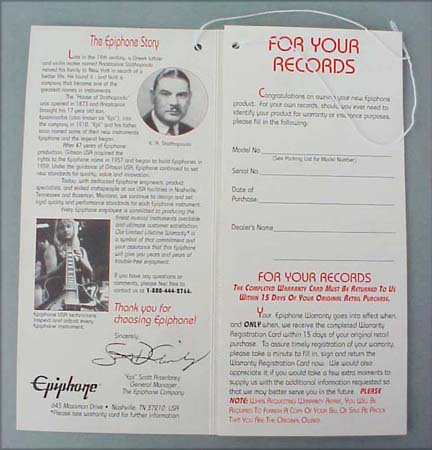 The Epiphone Story
Late in the 19th century, a Greek luthier
and violin maker named Anastasios Stathopoulo
moved his family to New York in search of a
better life. He found it - and built a
company that became one of the
greatest names in instruments.
The "House of Stathopoulo"
was opened in 1873 and Anastasios
brought his 17 year old son,
Epaminondas (also known as "Epi"), into
the company in 1910. "Epi" and his father
soon named some of their new instruments
Epiphone and the legend began.
After 47 years of Epiphone
production, Gibson USA acquired the
rights to the Epiphone name in 1957 and began to build Epiphones in
1959. Under the guidance of Gibson USA, Epiphone continued to set
new standards for quality, value and innovation.
Today, with dedicated Epiphone engineers, product
specialists, and skilled craftspeople at our USA facilities in Nashville,
Tennessee and Bozeman, Montana, we continue to design and set
rigid quality and performance standards for each Epiphone instrument.
Every Epiphone employee is committed to producing the
finest musical instruments available
and ultimate customer satisfaction.
Our Limited Lifetime Warranty* is
a symbol of that commitment and
your assurance that this Epiphone
will give you years and years of
trouble-free enjoyment.
If you have any questions or
comments, please feel free to
contact us at 1-800-444-2766.
Thank you for
choosing Epiphone!
Sincerely,
"Epi" Scott
General Manager,
The Epiphone Company
K. A. Stathopoulo
Epiphone USA technicians
inspect and adjust every
Epiphone instrument.
Epiphone
645 Massman Drive • Nashville, TN 37210 USA
*Please see warranty card for further information
FOR YOUR
RECORDS
Congratulations on owning your new Epiphone
product. For your own records, should you ever need to
identify your product for warranty or insurance purposes,
please fill in the following:
Model No.
(See Packing List for Model Number)
Serial No.
Date of
Purchase:
Dealer's Name
FOR YOUR RECORDS
THE COMPLETED WARRANTY CARD MUST BE RETURNED TO US
WITHIN 15 DAYS OF YOUR ORIGINAL RETAIL PURCHASE.
Your Epiphone Warranty goes into effect when,
and ONLY when, we receive the completed Warranty
Registration Card within 15 days of your original retail
purchase. To assure timely registration of your warranty,
please take a minute to fill in, sign and return the
Warranty Registration Card now. We would also
appreciate it if you would take a few extra moments to
supply us with the additional information requested so
that we may better serve you in the future. PLEASE
NOTE: WHEN REQUESTING WARRANTY REPAIR, YOU WILL BE
REQUIRED TO FURNISH A COPY OF YOUR BILL OF SALE AS PROOF
THAT YOU ARE THE ORIGINAL OWNER.